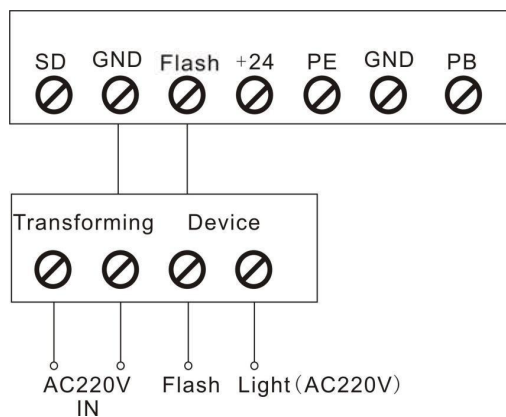 SD GND Flash +24 PE GND PB
Transforming Device
AC220V Flash Light(AC220V)
IN